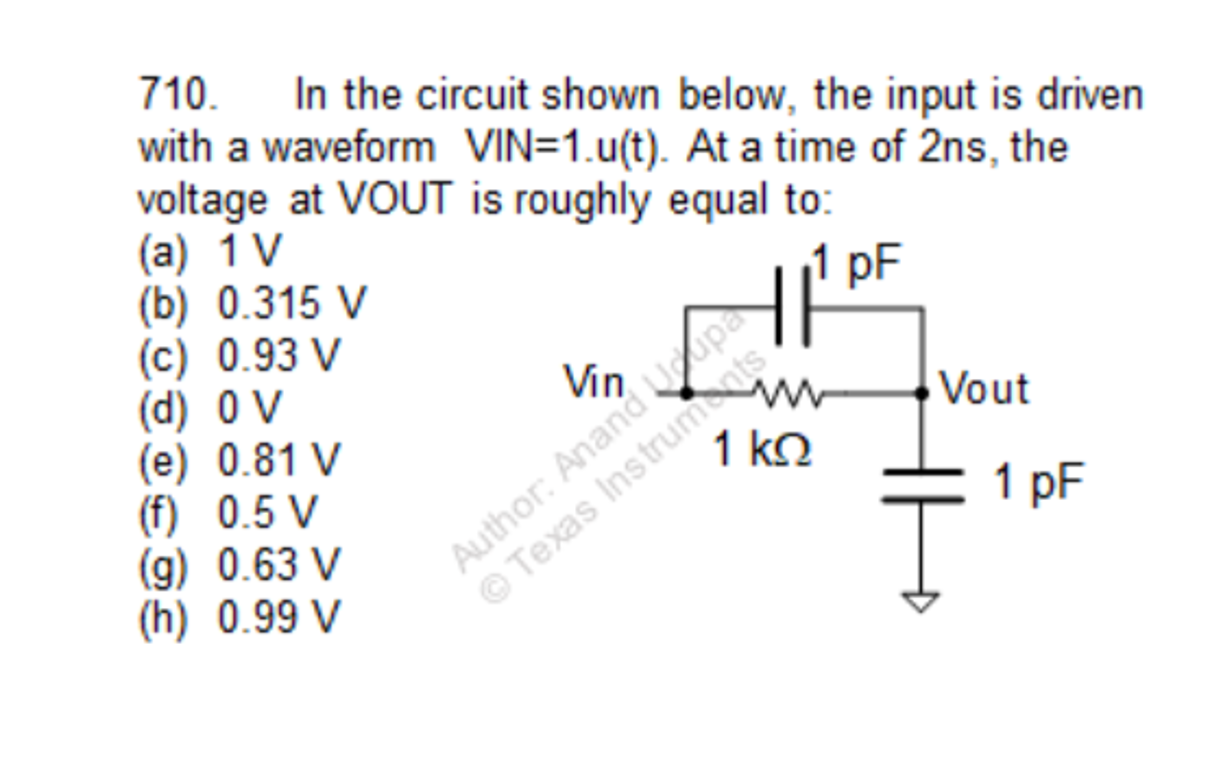 710. In the circuit shown below, the input is driven
with a waveform VIN=1.u(t). At a time of 2ns, the
voltage at VOUT is roughly equal to:
(a) 1 V
(b) 0.315 V
(c) 0.93 V
(d) 0 V
(e) 0.81 V
(f) 0.5 V
(g) 0.63 V
(h) 0.99 V
1 pF
Vin
Vout
1 kΩ
1 pF
Author: Anand Udupa
© Texas Instruments